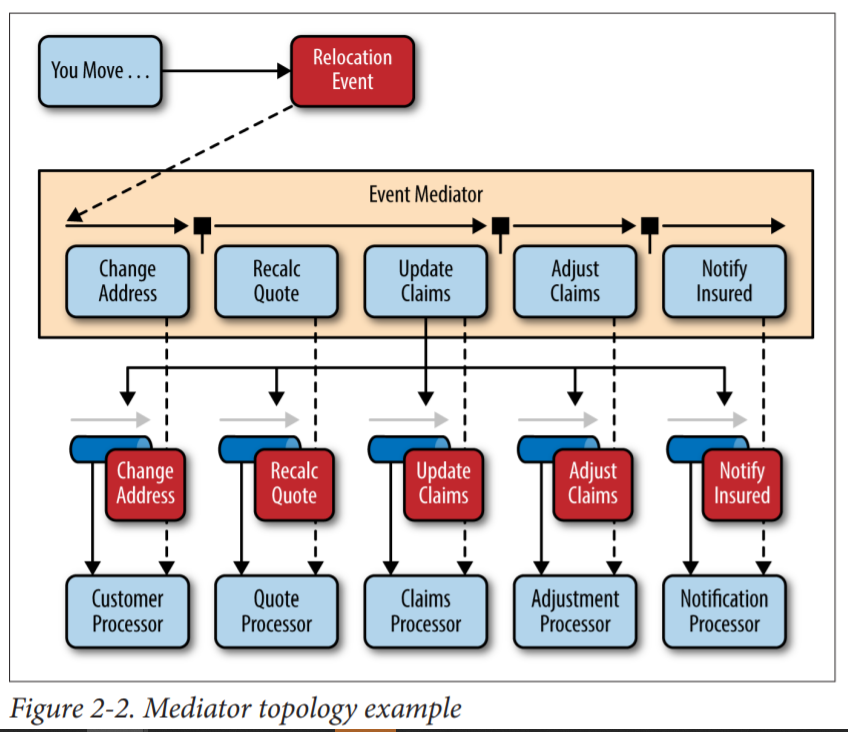 You Move . . .
Relocation
Event
Event Mediator
Change
Address
Recalc
Quote
Update
Claims
Adjust
Claims
Notify
Insured
Change
Address
Recalc
Quote
Update
Claims
Adjust
Claims
Notify
Insured
Customer
Processor
Quote
Processor
Claims
Processor
Adjustment
Processor
Notification
Processor
Figure 2-2. Mediator topology example